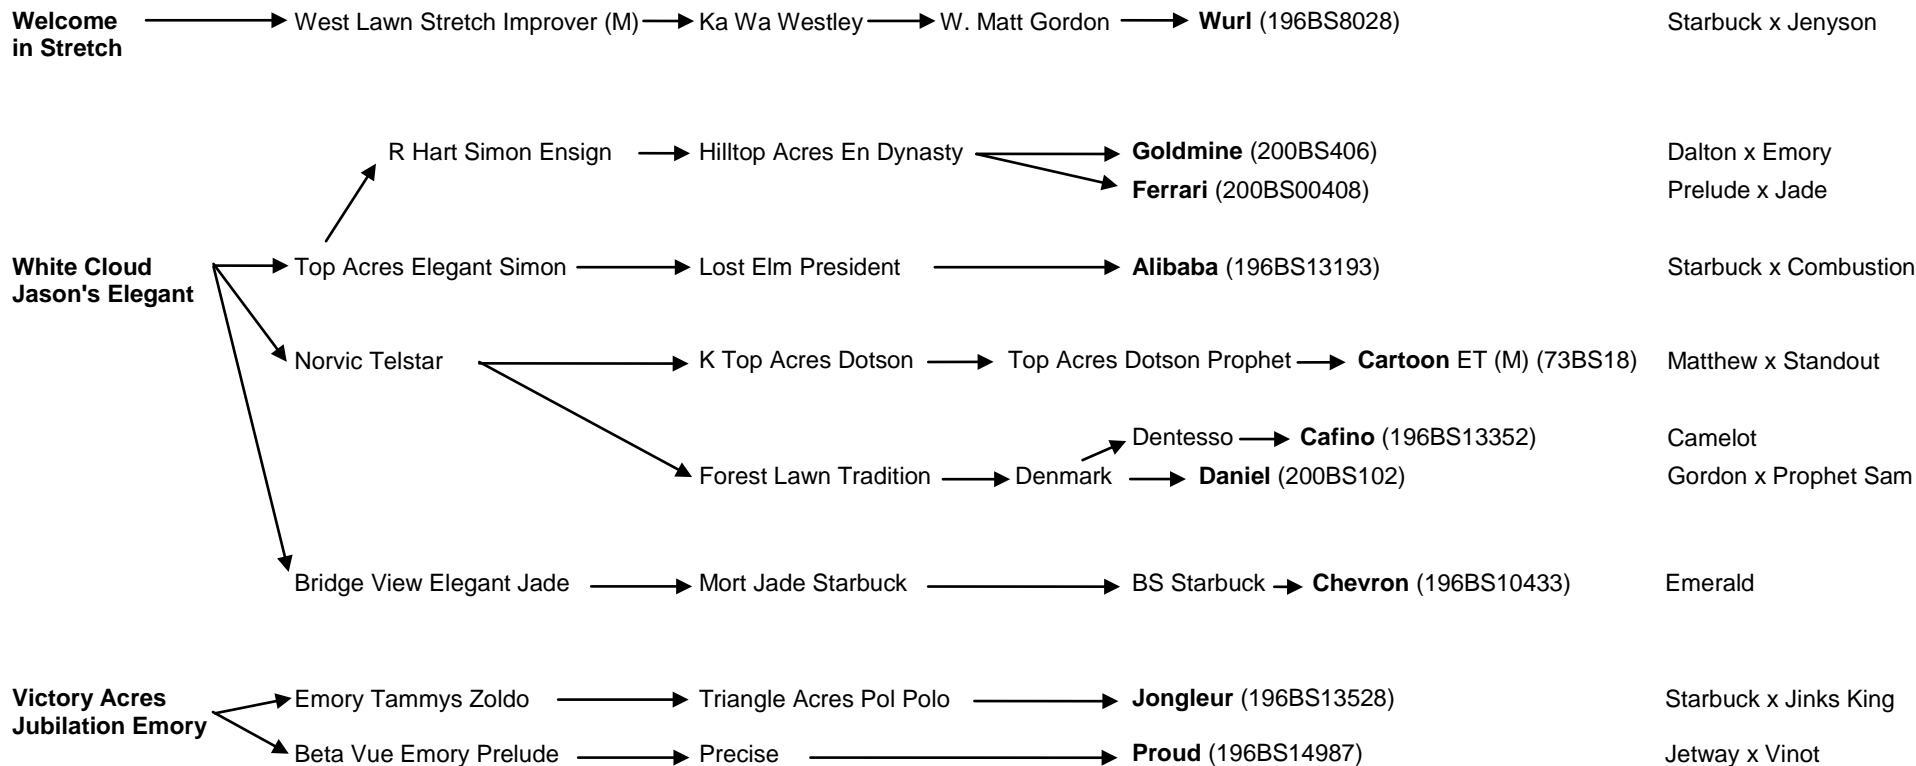 Welcome in Stretch
West Lawn Stretch Improver (M) Ka Wa Westley W. Matt Gordon Wurl (196BS8028) Starbuck x Jenyson
R Hart Simon Ensign Hilltop Acres En Dynasty Goldmine (200BS406) Dalton x Emory
Ferrari (200BS00408) Prelude x Jade
White Cloud
Jason's Elegant
Top Acres Elegant Simon Lost Elm President Alibaba (196BS13193) Starbuck x Combustion
Norvic Telstar K Top Acres Dotson Top Acres Dotson Prophet Cartoon ET (M) (73BS18) Matthew x Standout
Dentesso Cafino (196BS13352) Camelot
Forest Lawn Tradition Denmark Daniel (200BS102) Gordon x Prophet Sam
Bridge View Elegant Jade Mort Jade Starbuck BS Starbuck Chevron (196BS10433) Emerald
Victory Acres
Jubilation Emory
Emory Tammys Zoldo Triangle Acres Pol Polo Jongleur (196BS13528) Starbuck x Jinks King
Beta Vue Emory Prelude Precise Proud (196BS14987) Jetway x Vinot